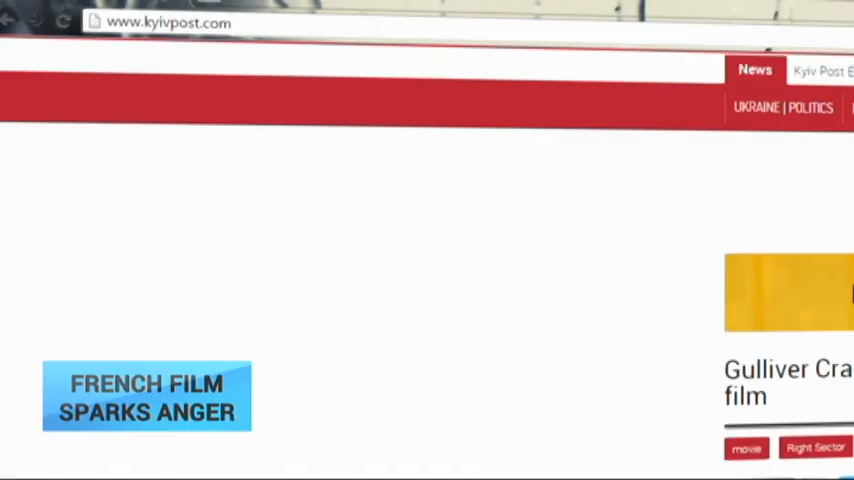 www.kyivpost.com
News
Kyiv Post E
UKRAINE | POLITICS
Gulliver Cra
film
movie
Right Sector
FRENCH FILM
SPARKS ANGER